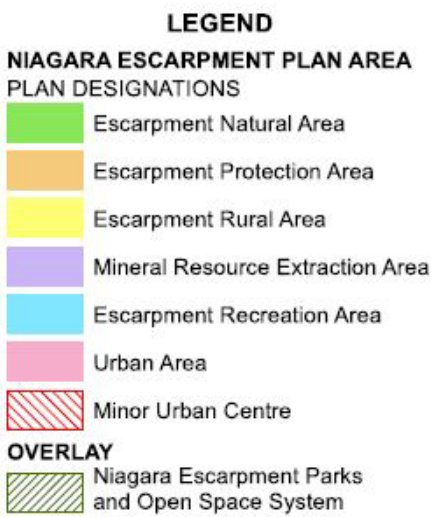 LEGEND
NIAGARA ESCARPMENT PLAN AREA
PLAN DESIGNATIONS
Escarpment Natural Area
Escarpment Protection Area
Escarpment Rural Area
Mineral Resource Extraction Area
Escarpment Recreation Area
Urban Area
Minor Urban Centre
OVERLAY
Niagara Escarpment Parks
and Open Space System